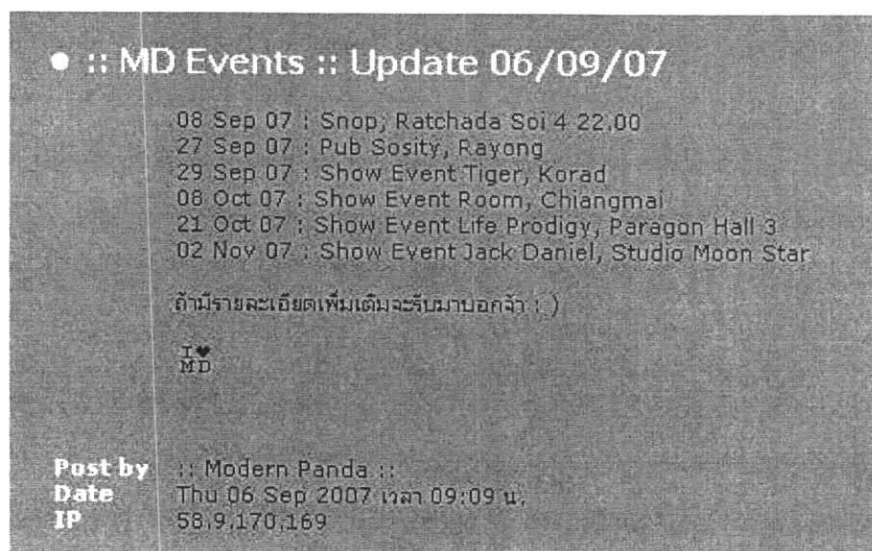 ● :: MD Events :: Update 06/09/07
08 Sep 07 : Snop, Ratchada Soi 4 22.00
27 Sep 07 : Pub Sosity, Rayong
29 Sep 07 : Show Event Tiger, Korad
08 Oct 07 : Show Event Room, Chiangmai
21 Oct 07 : Show Event Life Prodigy, Paragon Hall 3
02 Nov 07 : Show Event Jack Daniel, Studio Moon Star
ถ้ามีรายละเอียดเพิ่มเติมจะรีบมาบอกจ้า : )
I♥
MD
Post by :: Modern Panda ::
Date Thu 06 Sep 2007 เวลา 09:09 น.
IP 58.9.170.169